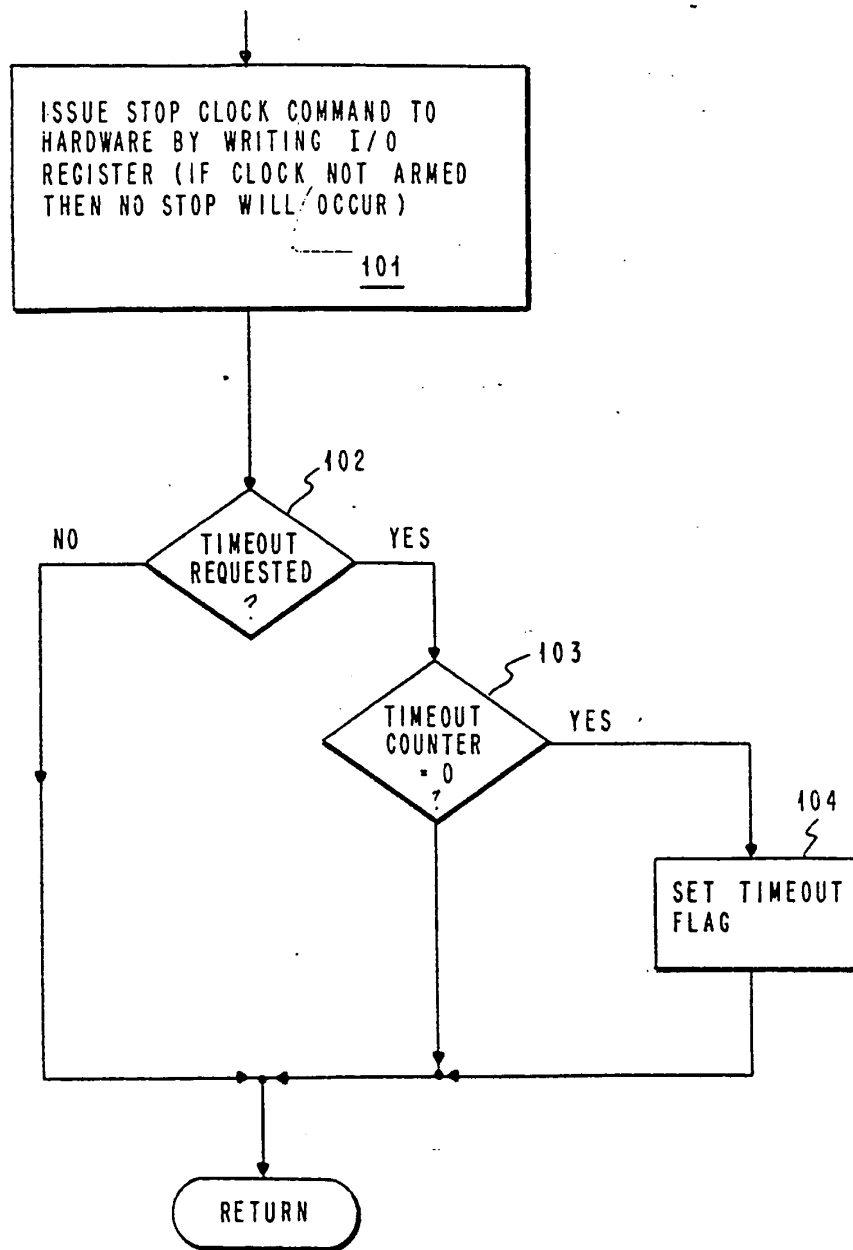 ISSUE STOP CLOCK COMMAND TO
HARDWARE BY WRITING I/O
REGISTER (IF CLOCK NOT ARMED
THEN NO STOP WILL OCCUR)
101
102
NO
TIMEOUT
REQUESTED
?
YES
103
TIMEOUT
COUNTER
= 0
?
YES
104
SET TIMEOUT
FLAG
RETURN